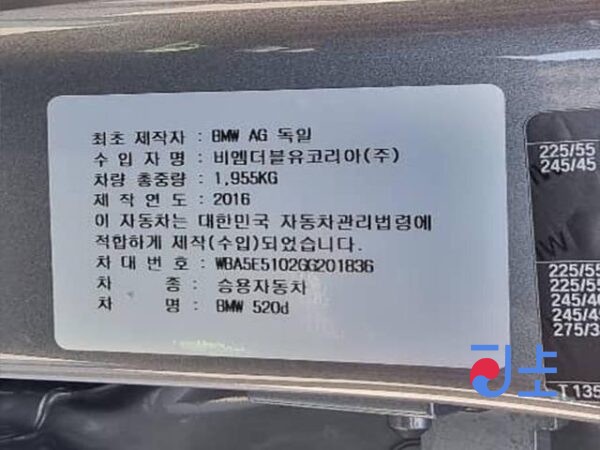 최초 제작자 : BMW AG 독일
수 입 자 명 : 비엠더블유코리아(주)
차량 총중량 : 1,955KG
제 작 연 도 : 2016
이 자동차는 대한민국 자동차관리법령에
적합하게 제작(수입)되었습니다.
차 대 번 호 : WBA5E5102GG201836
차 종 : 승용자동차
차 명 : BMW 520d
225/55
245/45
225/55
225/55
245/40
245/45
275/3
T 135